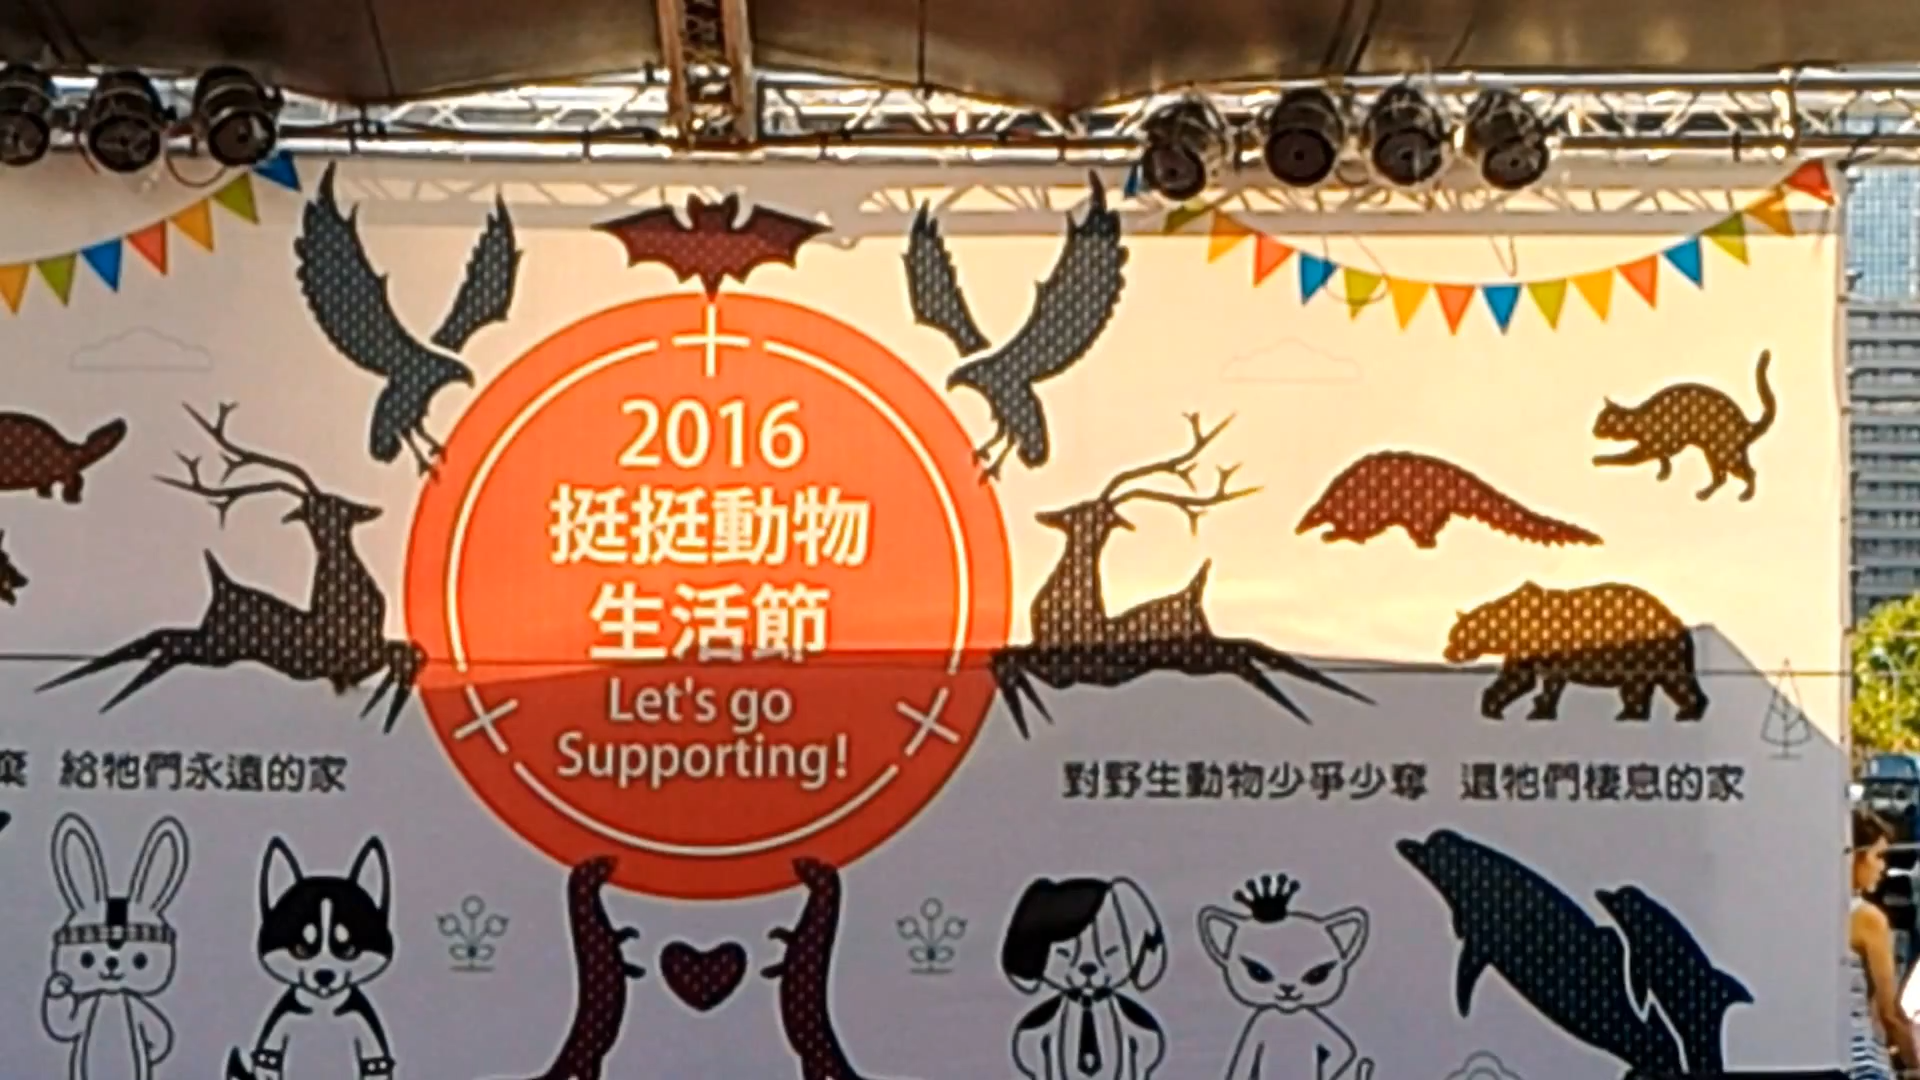 2016
挺挺動物
生活節
Let's go
Supporting!
棄 給牠們永遠的家
對野生動物少爭少奪 還牠們棲息的家